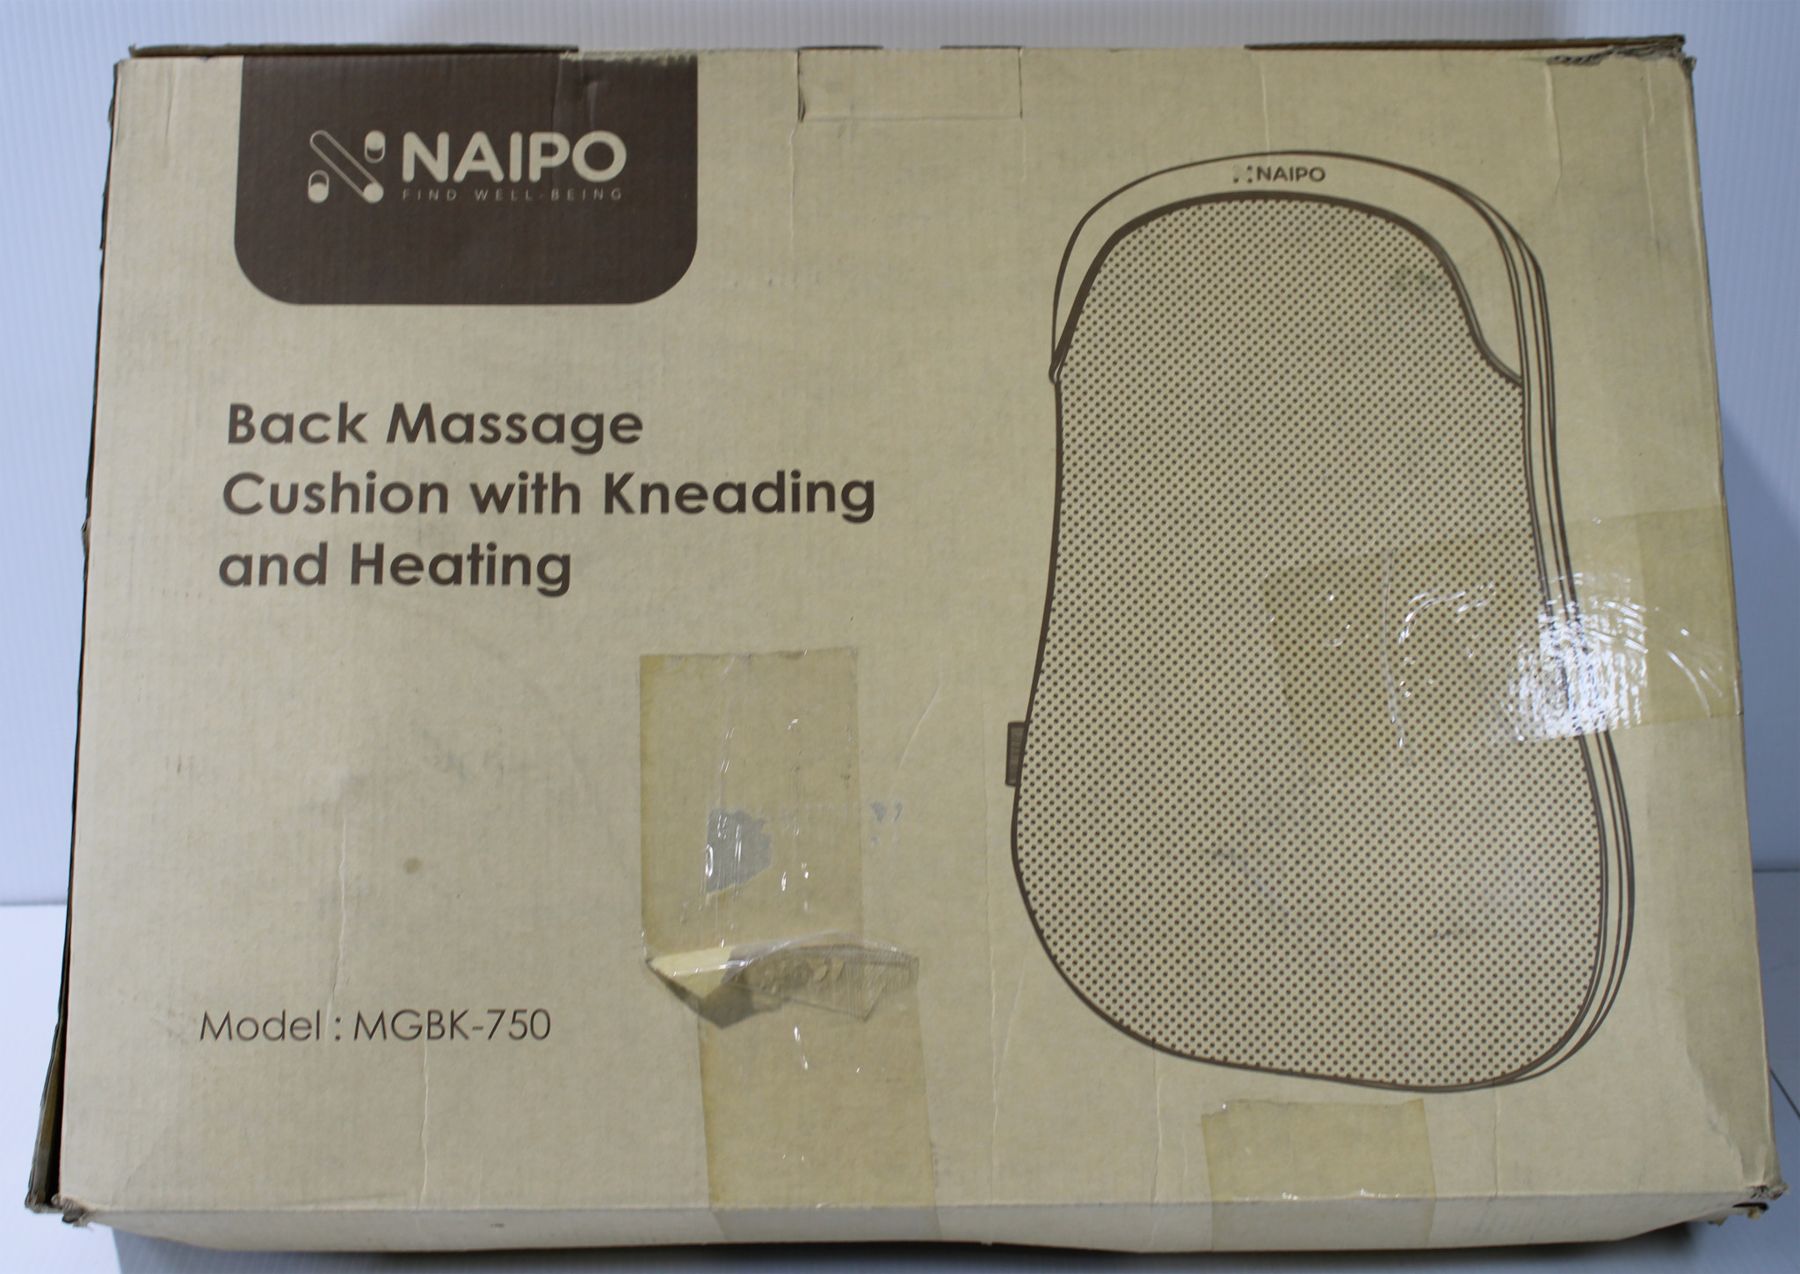 NAIPO
FIND WELL-BEING
NAIPO
Back Massage
Cushion with Kneading
and Heating
Model : MGBK-750